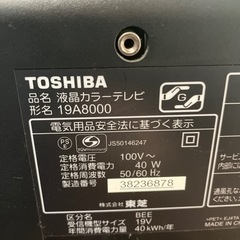 TOSHIBA
品名 液晶カラーテレビ
形名 19A8000
電気用品安全法に基づく表示
PS
E
JS50146247
定格電圧 100V～
定格消費電力 40 W
定格周波数 50/60 Hz
製造番号 38236878
株式会社 東芝
区分名 BEE
受信機型サイズ 19V
年間消費電力量 40 kWh/年
G
S